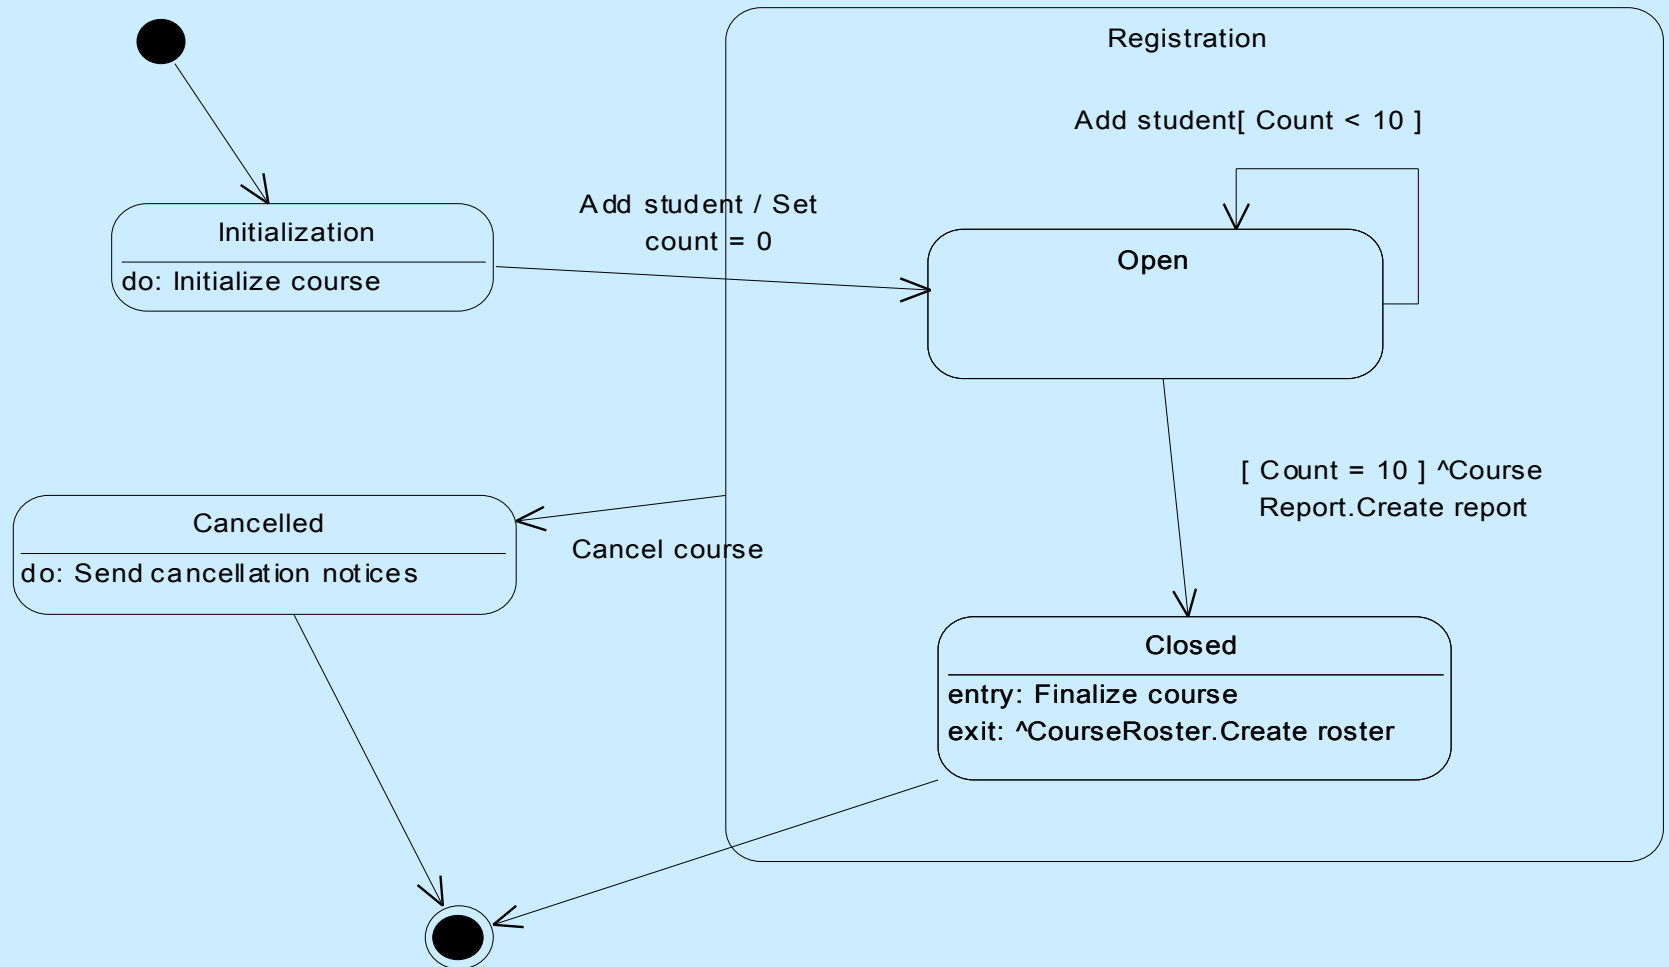 Registration
Add student[ Count < 10 ]
Add student / Set
count = 0
Initialization
do: Initialize course
Open
[ Count = 10 ] ^Course
Report.Create report
Cancelled
do: Send cancellation notices
Cancel course
Closed
entry: Finalize course
exit: ^CourseRoster.Create roster